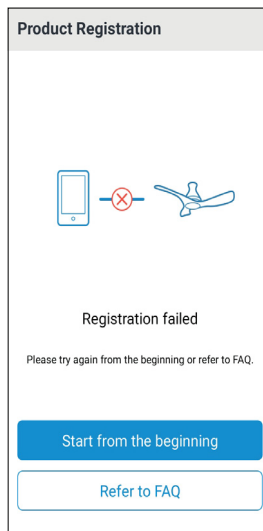 Product Registration
Registration failed
Please try again from the beginning or refer to FAQ.
Start from the beginning
Refer to FAQ